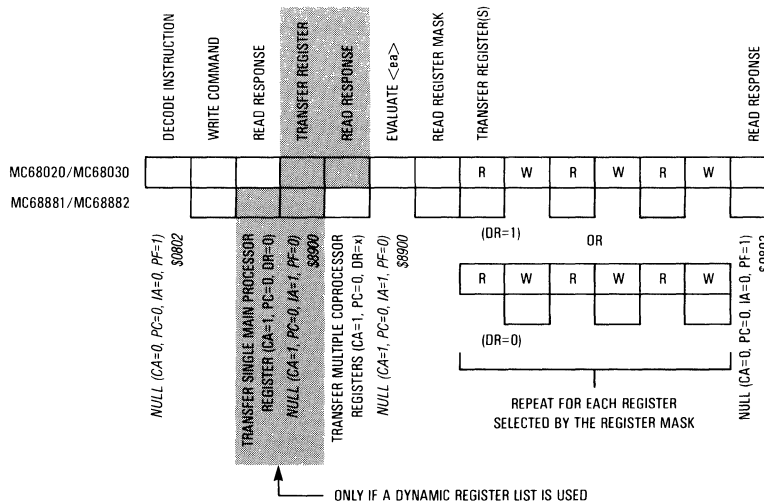 DECODE INSTRUCTION
WRITE COMMAND
READ RESPONSE
TRANSFER REGISTER
READ RESPONSE
EVALUATE <ea>
READ REGISTER MASK
TRANSFER REGISTER(S)
READ RESPONSE
MC68020/MC68030
R W R W R W
MC68881/MC68882
NULL (CA=0, PC=0, IA=0, PF=1)
$0802
TRANSFER SINGLE MAIN PROCESSOR
REGISTER (CA=1, PC=0, DR=0)
NULL (CA=1, PC=0, IA=1, PF=0)
$8900
TRANSFER MULTIPLE COPROCESSOR
REGISTERS (CA=1, PC=0, DR=x)
NULL (CA=1, PC=0, IA=1, PF=0)
$8900
(DR=1)
OR
R W R W R W
(DR=0)
REPEAT FOR EACH REGISTER
SELECTED BY THE REGISTER MASK
NULL (CA=0, PC=0, IA=0, PF=1)
$0802
ONLY IF A DYNAMIC REGISTER LIST IS USED